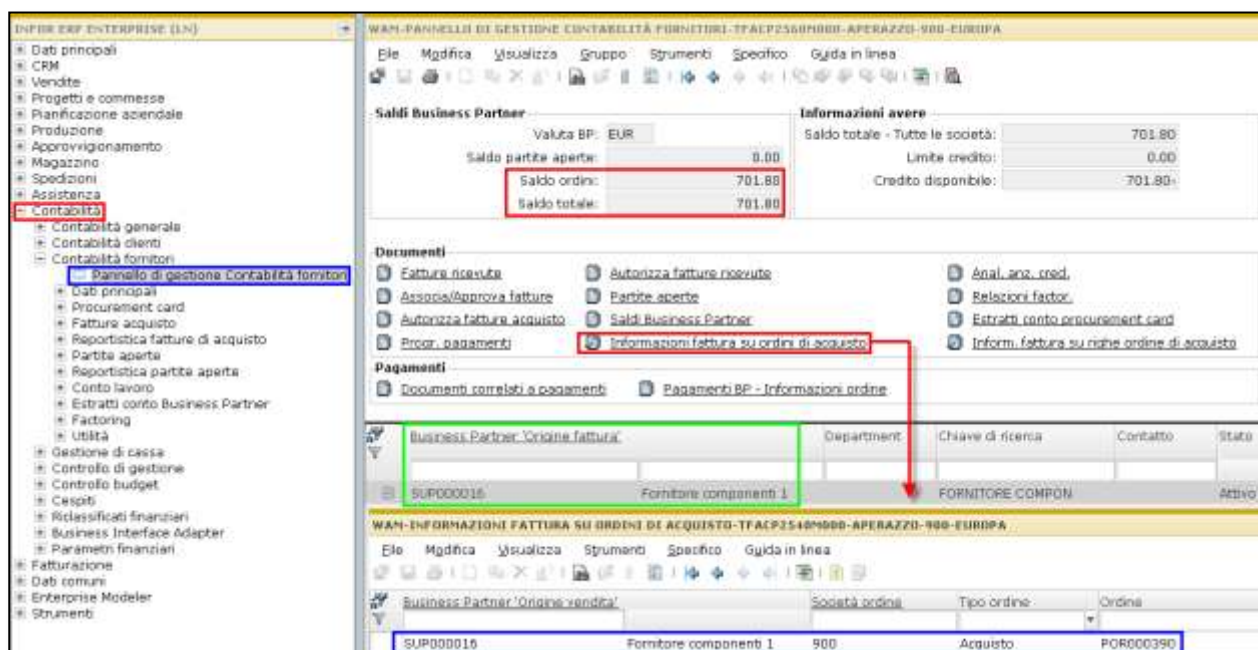 INFOR ERP ENTERPRISE (LN)
Dati principali
CRM
Vendite
Progetti e commesse
Pianificazione aziendale
Produzione
Approvvigionamento
Magazzino
Spedizioni
Assistenza
Contabilità
Contabilità generale
Contabilità clienti
Contabilità fornitori
Pannello di gestione Contabilità fornitori
Dati principali
Procurement card
Fatture acquisto
Reportistica fatture di acquisto
Partite aperte
Reportistica partite aperte
Conto lavoro
Estratti conto Business Partner
Factoring
Utilità
Gestione di cassa
Controllo di gestione
Controllo budget
Cespiti
Riclassificati finanziari
Business Interface Adapter
Parametri finanziari
Fatturazione
Dati comuni
Enterprise Modeler
Strumenti
WAM-PANNELLO DI GESTIONE CONTABILITÀ FORNITORI-TFACP2560M000-APERAZZO-900-EUROPA
File Modifica Visualizza Gruppo Strumenti Specifico Guida in linea
Saldi Business Partner Informazioni avere
Valuta BP: EUR Saldo totale - Tutte le società: 701.80
Saldo partite aperte: 0.00 Limite credito: 0.00
Saldo ordini: 701.80 Credito disponibile: 701.80-
Saldo totale: 701.80
Documenti
Fatture ricevute Autorizza fatture ricevute Anal. anz. cred.
Associa/Approva fatture Partite aperte Relazioni factor.
Autorizza fatture acquisto Saldi Business Partner Estratti conto procurement card
Progr. pagamenti Informazioni fattura su ordini di acquisto Inform. fattura su righe ordine di acquisto
Pagamenti
Documenti correlati a pagamenti Pagamenti BP - Informazioni ordine
Business Partner 'Origine fattura' Department Chiave di ricerca Contatto Stato
SUP000016 Fornitore componenti 1 FORNITORE COMPON Attivo
WAM-INFORMAZIONI FATTURA SU ORDINI DI ACQUISTO-TFACP2540M000-APERAZZO-900-EUROPA
File Modifica Visualizza Strumenti Specifico Guida in linea
Business Partner 'Origine vendita' Società ordine Tipo ordine Ordine
SUP000016 Fornitore componenti 1 900 Acquisto POR000390